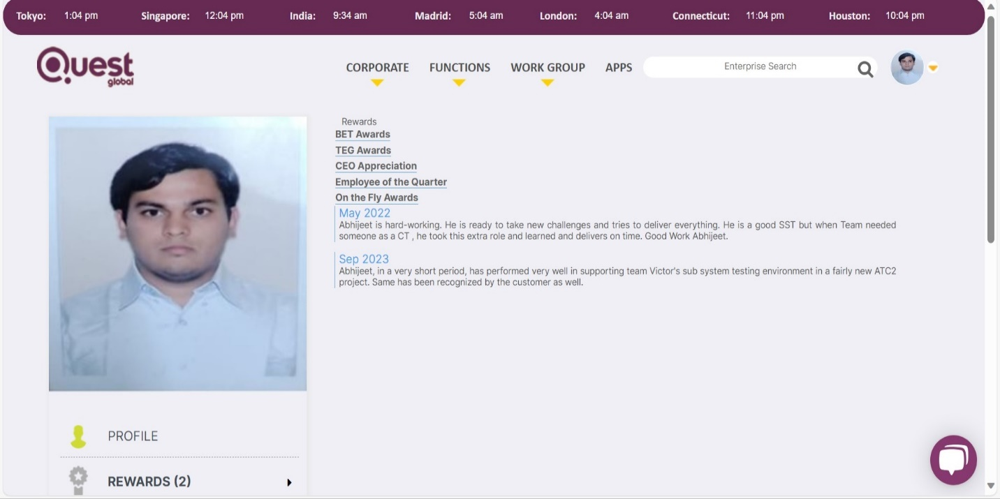 Tokyo: 1:04 pm Singapore: 12:04 pm India: 9:34 am Madrid: 5:04 am London: 4:04 am Connecticut: 11:04 pm Houston: 10:04 pm
Quest
global
CORPORATE FUNCTIONS WORK GROUP APPS Enterprise Search
Rewards
BET Awards
TEG Awards
CEO Appreciation
Employee of the Quarter
On the Fly Awards
May 2022
Abhijeet is hard-working. He is ready to take new challenges and tries to deliver everything. He is a good SST but when Team needed
someone as a CT , he took this extra role and learned and delivers on time. Good Work Abhijeet.
Sep 2023
Abhijeet, in a very short period, has performed very well in supporting team Victor's sub system testing environment in a fairly new ATC2
project. Same has been recognized by the customer as well.
PROFILE
REWARDS (2)